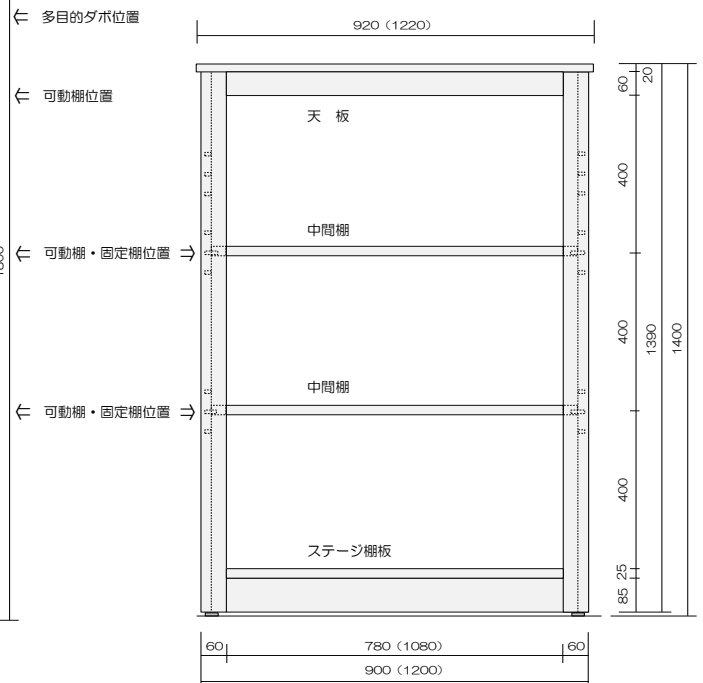 多目的ダボ位置
920（1220）
60
20
可動棚位置
天　板
400
中間棚
可動棚・固定棚位置
400
1390
1400
中間棚
可動棚・固定棚位置
400
ステージ棚板
25
85
60
780（1080）
60
900（1200）